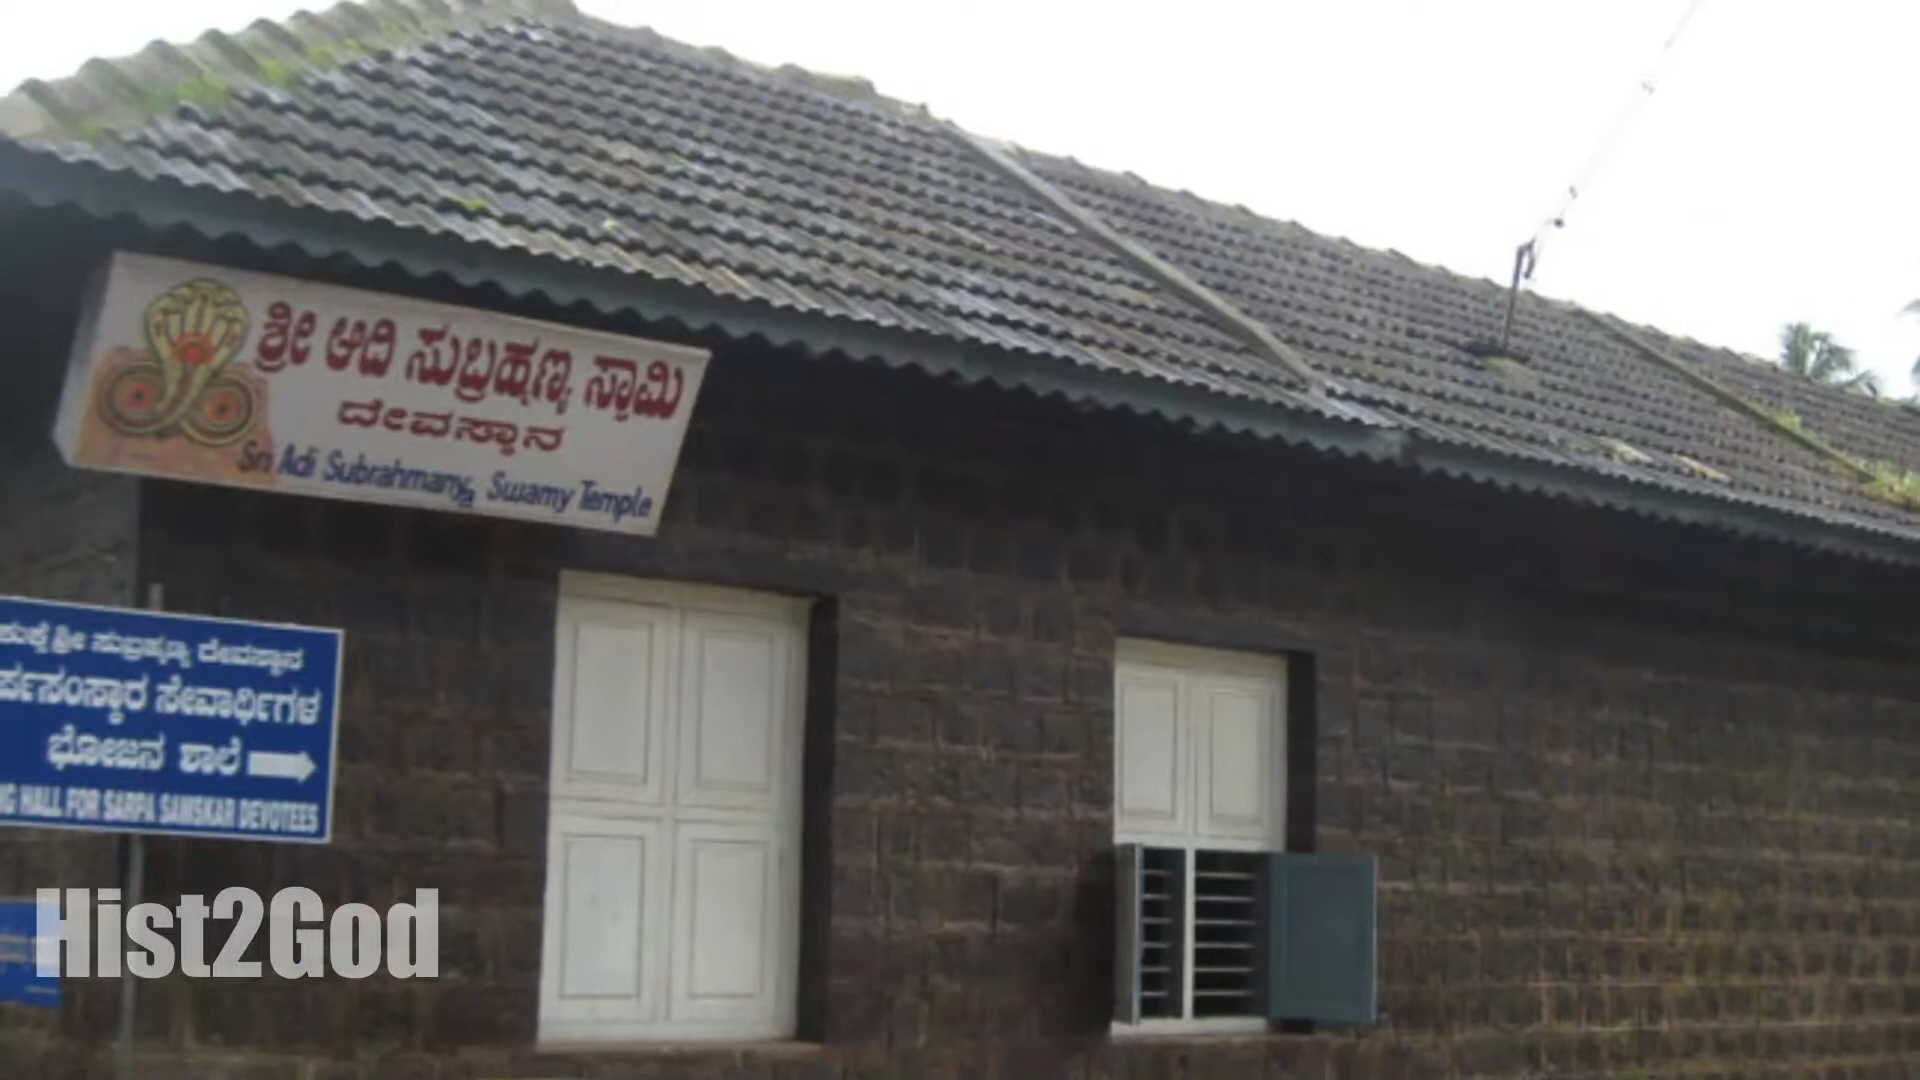 ಶ್ರೀ ಆದಿ ಸುಬ್ರಹ್ಮಣ್ಯ ಸ್ವಾಮಿ
ದೇವಸ್ಥಾನ
Sri Adi Subrahmanya Swamy Temple
ಶ್ರೀ ಸುಬ್ರಹ್ಮಣ್ಯ ದೇವಸ್ಥಾನ
ಸೇವಾರ್ಥಿಗಳ
ಭೋಜನ ಶಾಲೆ
HALL FOR SARPA SAMSKAR DEVOTEES
Hist2God